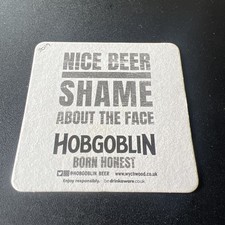 NICE BEER
SHAME
ABOUT THE FACE
HOBGOBLIN
BORN HONEST
@HOBGOBLIN_BEER www.wychwood.co.uk
Enjoy responsibly. be drinkaware.co.uk